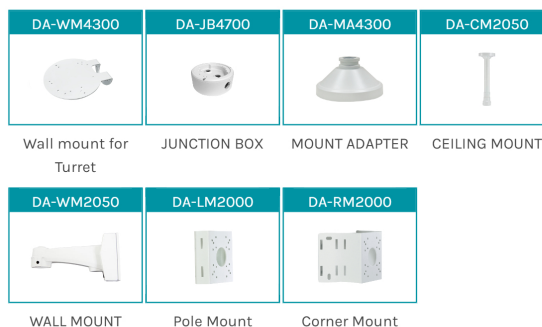 DA-WM4300
DA-JB4700
DA-MA4300
DA-CM2050
Wall mount for
Turret
JUNCTION BOX
MOUNT ADAPTER
CEILING MOUNT
DA-WM2050
DA-LM2000
DA-RM2000
WALL MOUNT
Pole Mount
Corner Mount